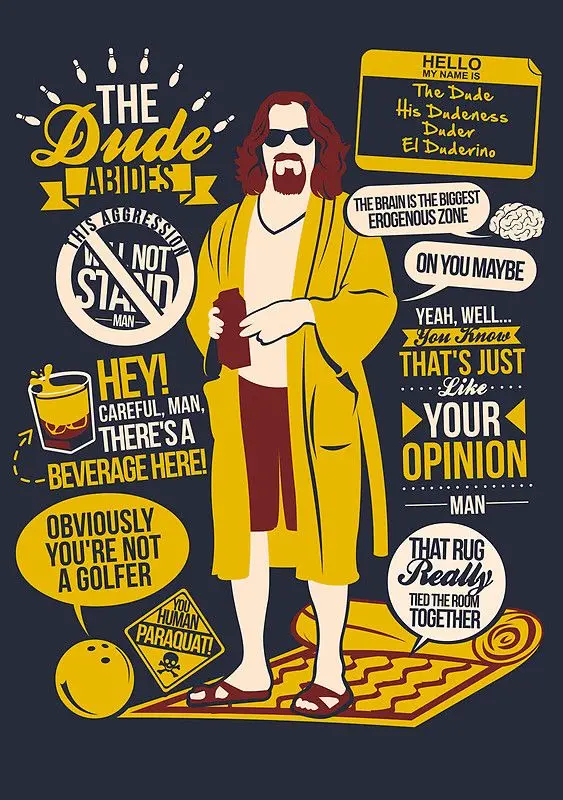 THE
Dude
ABIDES
HELLO
MY NAME IS
The Dude
His Dudeness
Duder
El Duderino
THE BRAIN IS THE BIGGEST
EROGENOUS ZONE
ON YOU MAYBE
THIS AGGRESSION
WILL NOT
STAND
MAN
YEAH, WELL...
You Know
THAT'S JUST
Like
YOUR
OPINION
MAN
HEY!
CAREFUL, MAN,
THERE'S A
BEVERAGE HERE!
OBVIOUSLY
YOU'RE NOT
A GOLFER
YOU
HUMAN
PARAQUAT!
THAT RUG
Really
TIED THE ROOM
TOGETHER